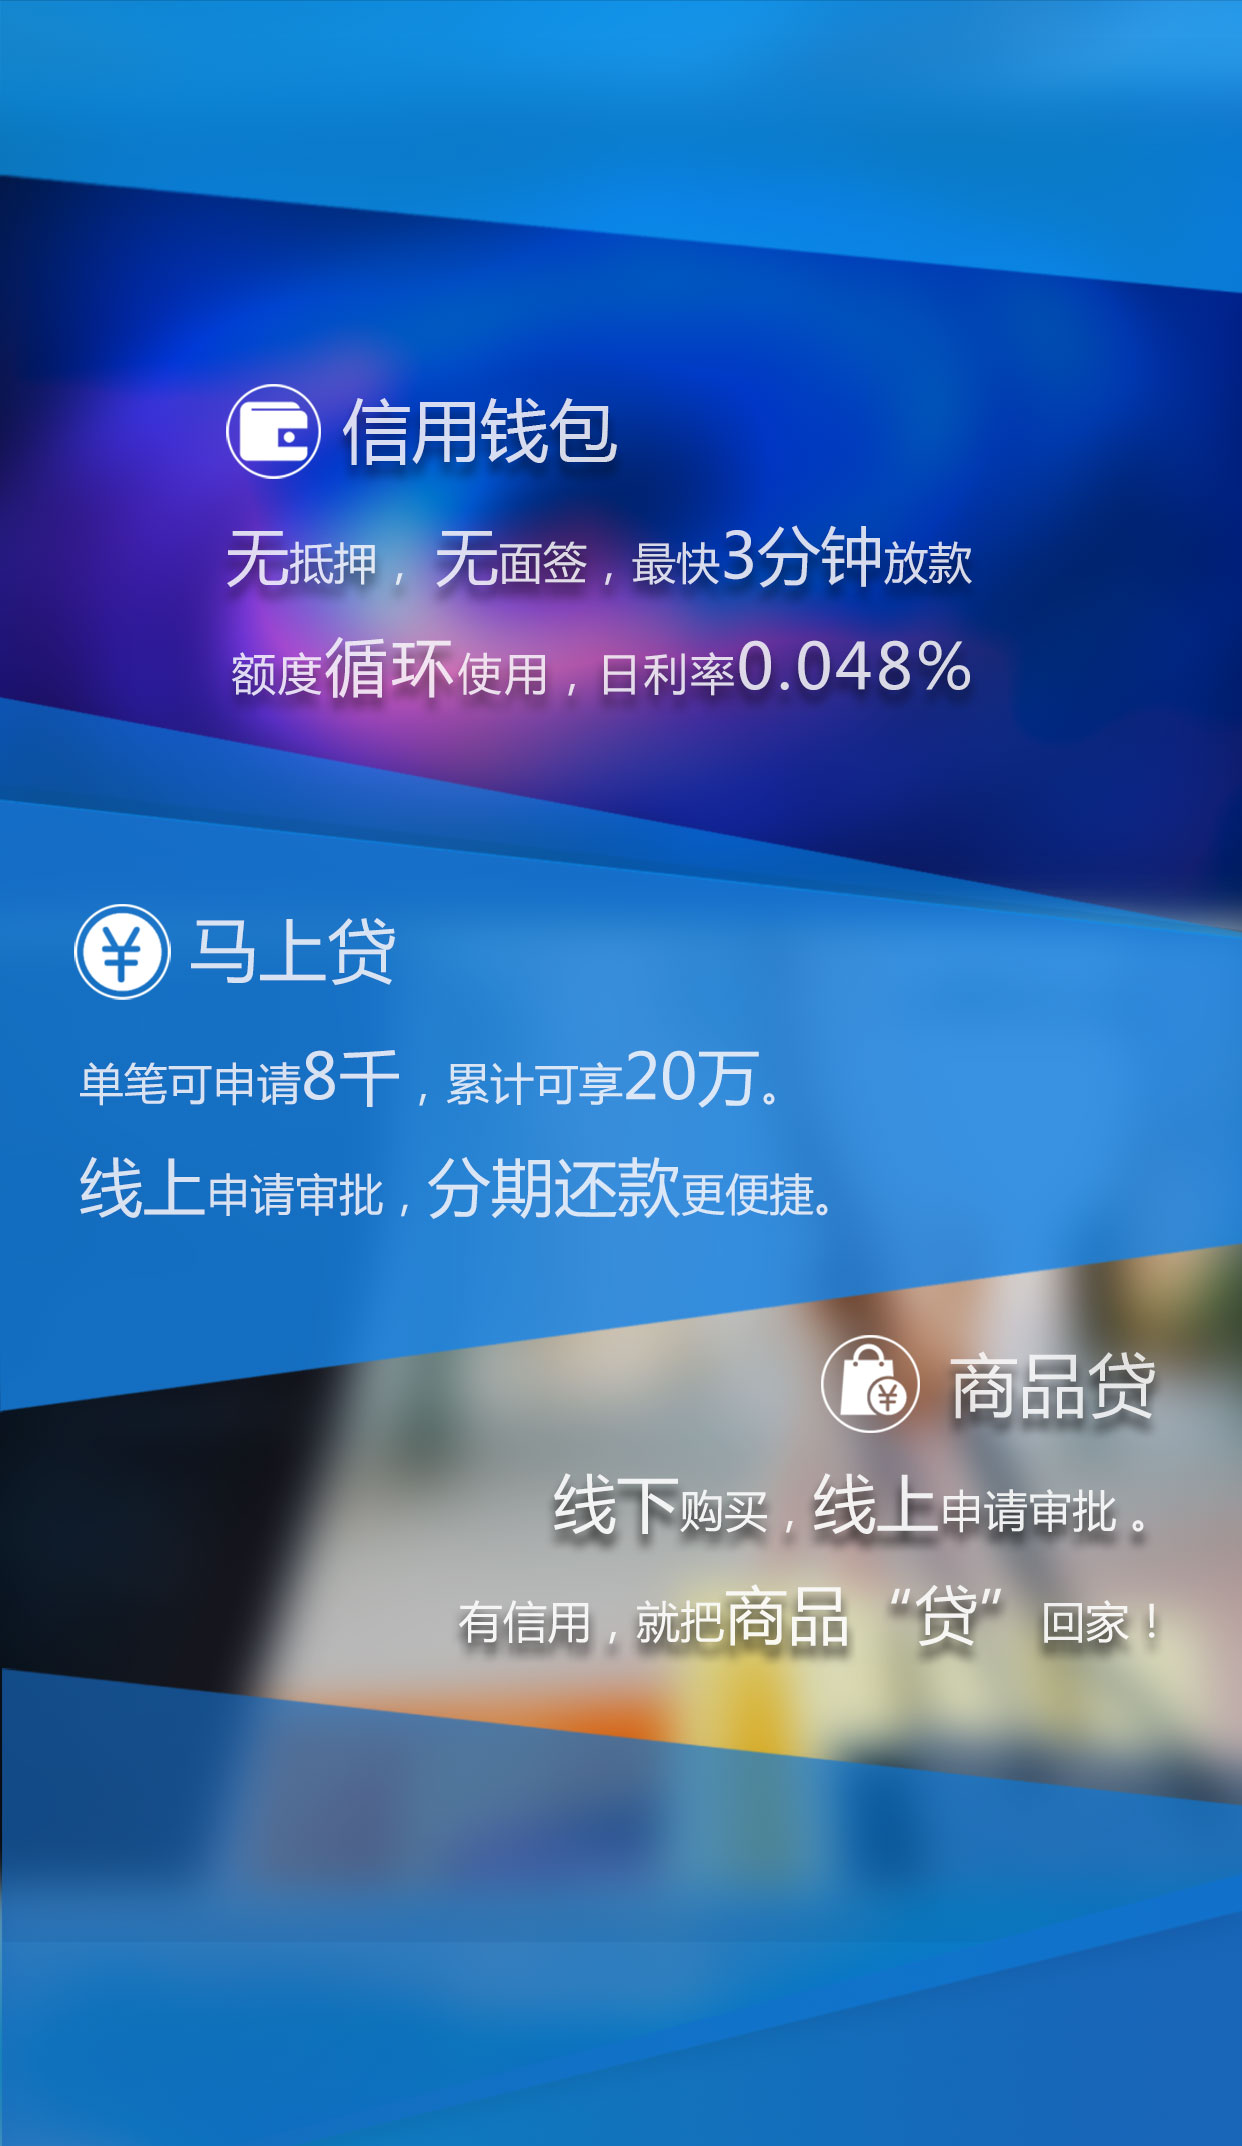 信用钱包
无抵押，无面签，最快3分钟放款
额度循环使用，日利率0.048%
马上贷
单笔可申请8千，累计可享20万。
线上申请审批，分期还款更便捷。
商品贷
线下购买，线上申请审批。
有信用，就把商品“贷”回家！